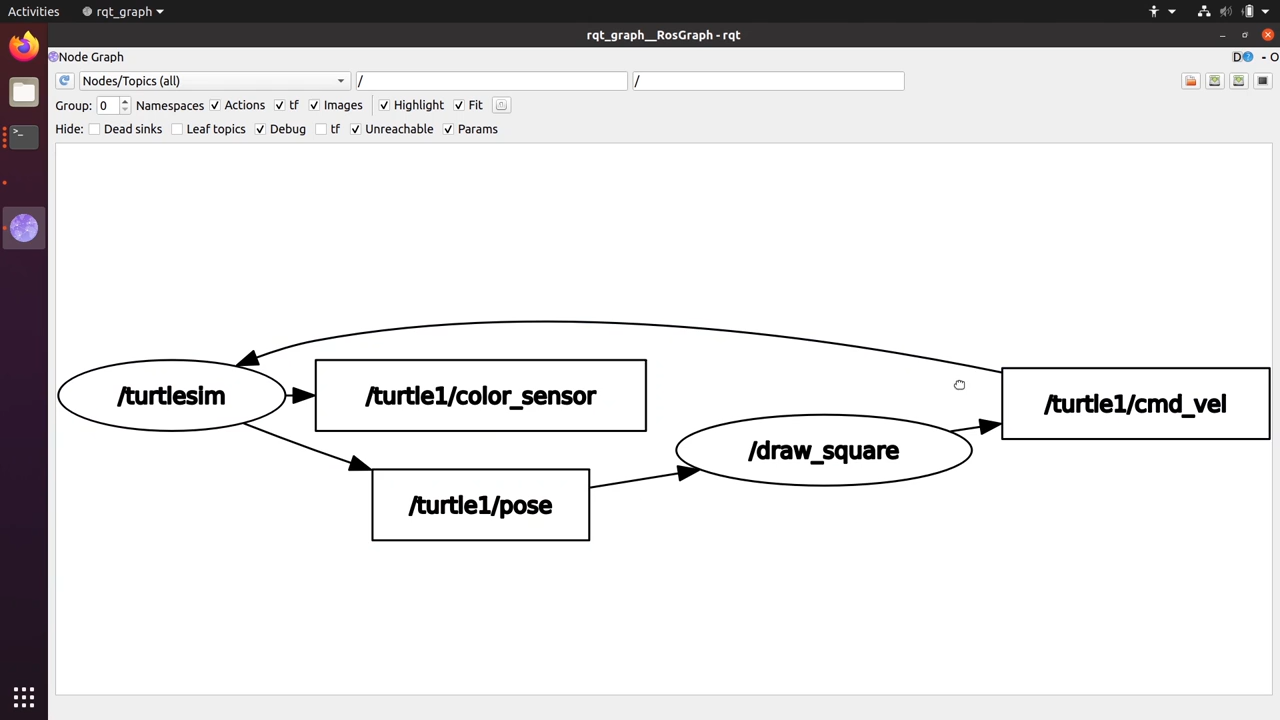 Activities rqt_graph
rqt_graph__RosGraph - rqt
Node Graph
D - O
Nodes/Topics (all) / /
Group: 0 Namespaces Actions tf Images Highlight Fit
Hide: Dead sinks Leaf topics Debug tf Unreachable Params
/turtlesim
/turtle1/color_sensor
/turtle1/cmd_vel
/draw_square
/turtle1/pose